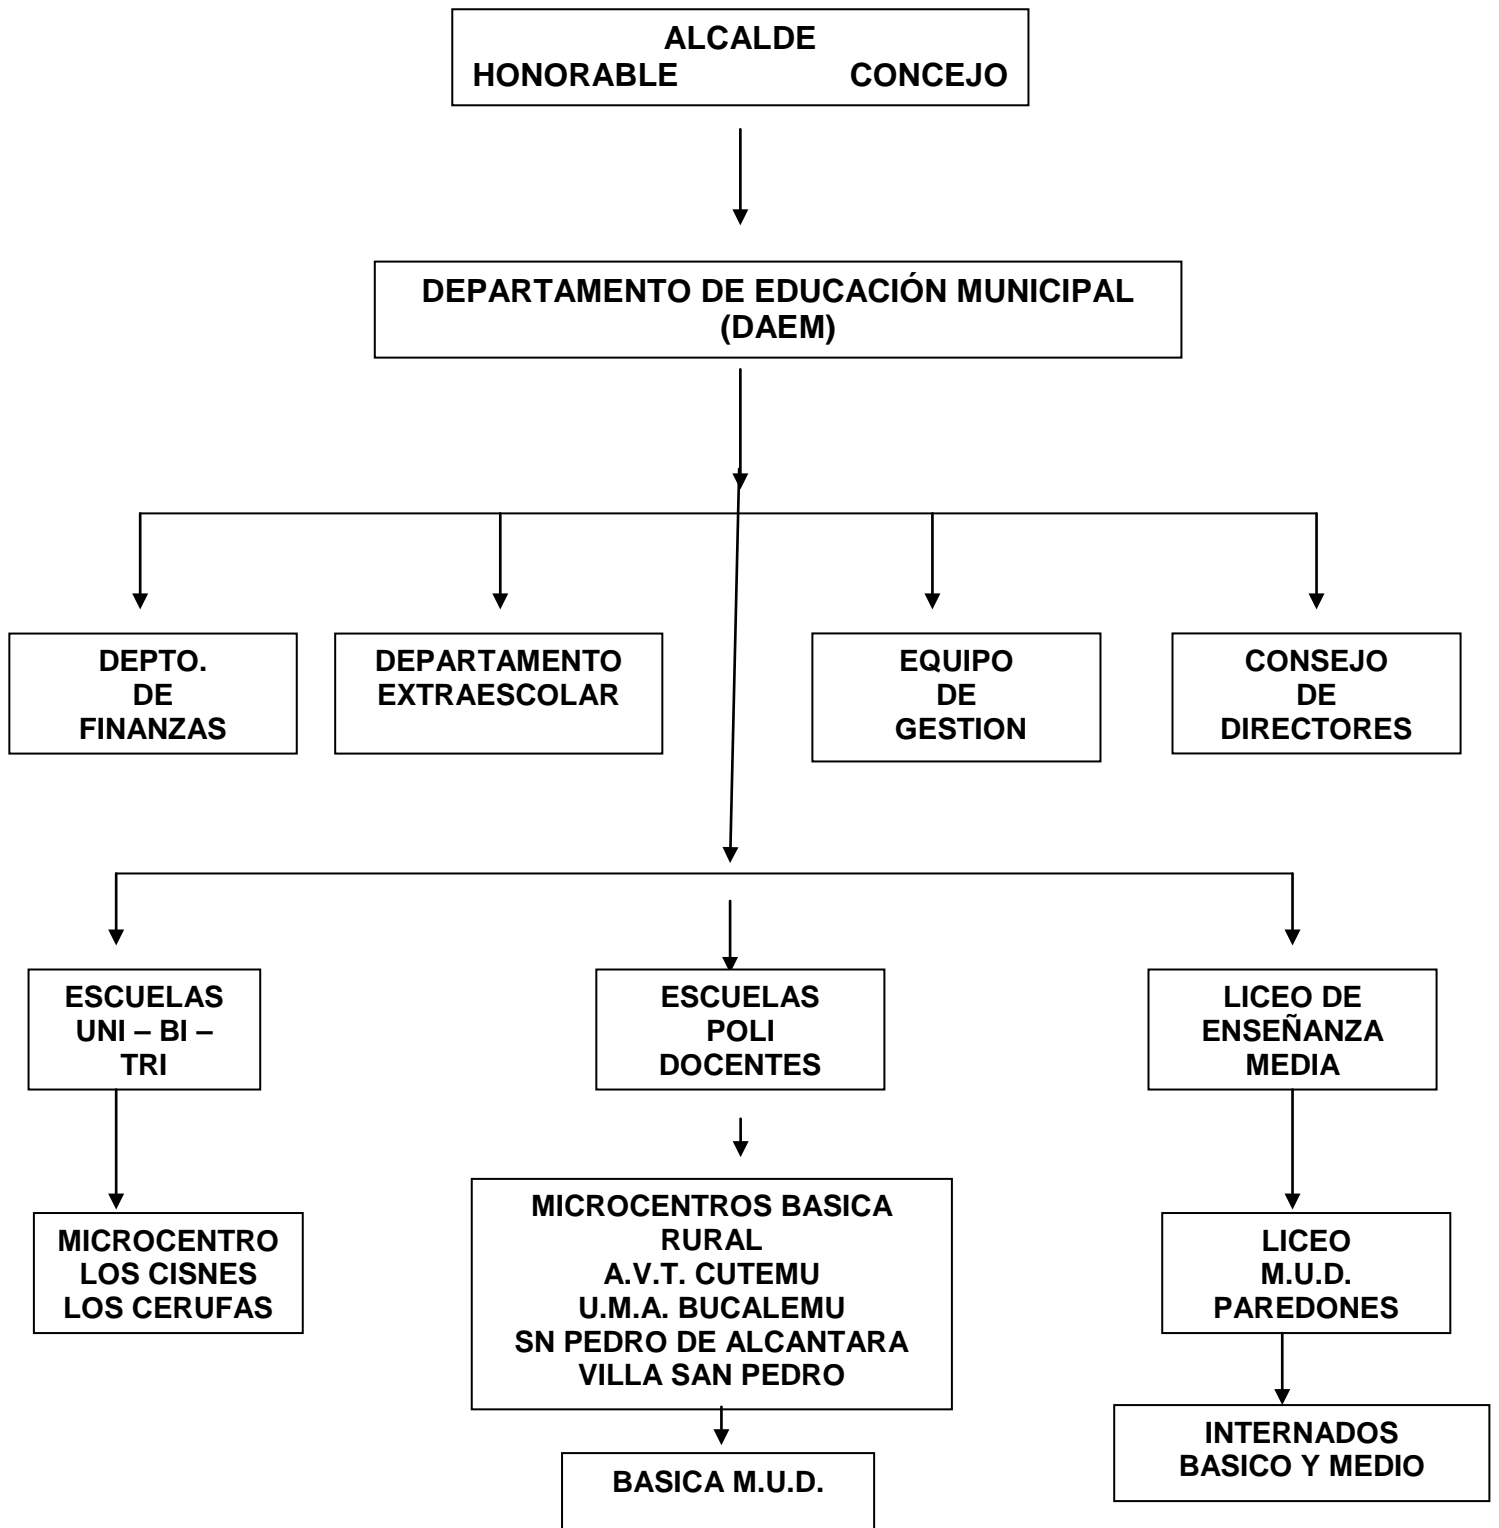 ALCALDE
HONORABLE CONCEJO
DEPARTAMENTO DE EDUCACIÓN MUNICIPAL
(DAEM)
DEPTO.
DE
FINANZAS
DEPARTAMENTO
EXTRAESCOLAR
EQUIPO
DE
GESTION
CONSEJO
DE
DIRECTORES
ESCUELAS
UNI – BI –
TRI
ESCUELAS
POLI
DOCENTES
LICEO DE
ENSEÑANZA
MEDIA
MICROCENTRO
LOS CISNES
LOS CERUFAS
MICROCENTROS BASICA
RURAL
A.V.T. CUTEMU
U.M.A. BUCALEMU
SN PEDRO DE ALCANTARA
VILLA SAN PEDRO
LICEO
M.U.D.
PAREDONES
BASICA M.U.D.
INTERNADOS
BASICO Y MEDIO